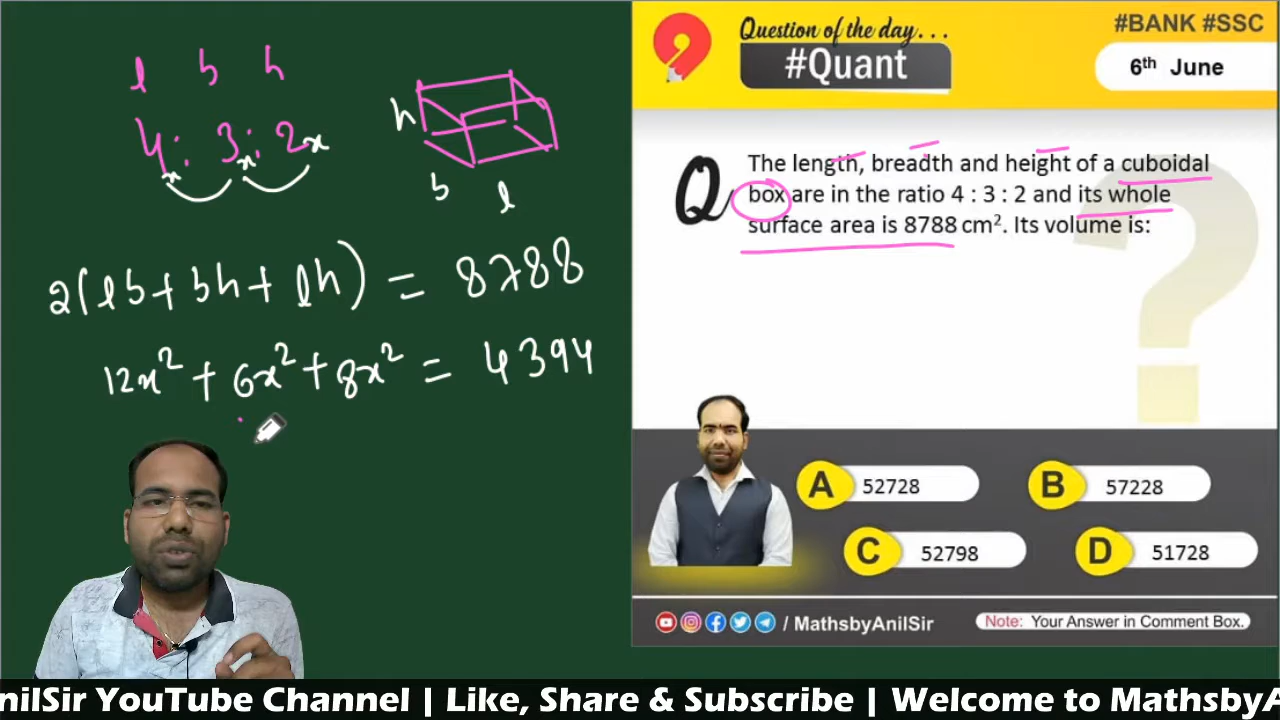 l b h
4 : 3 : 2
x x x
h
b l
2(lb + bh + lh) = 8788
12x² + 6x² + 8x² = 4394
Question of the day...
#Quant
#BANK #SSC
6th June
Q
The length, breadth and height of a cuboidal
box are in the ratio 4 : 3 : 2 and its whole
surface area is 8788 cm². Its volume is:
?
A 52728
B 57228
C 52798
D 51728
/ MathsbyAnilSir
Note: Your Answer in Comment Box.
nilSir YouTube Channel | Like, Share & Subscribe | Welcome to MathsbyA